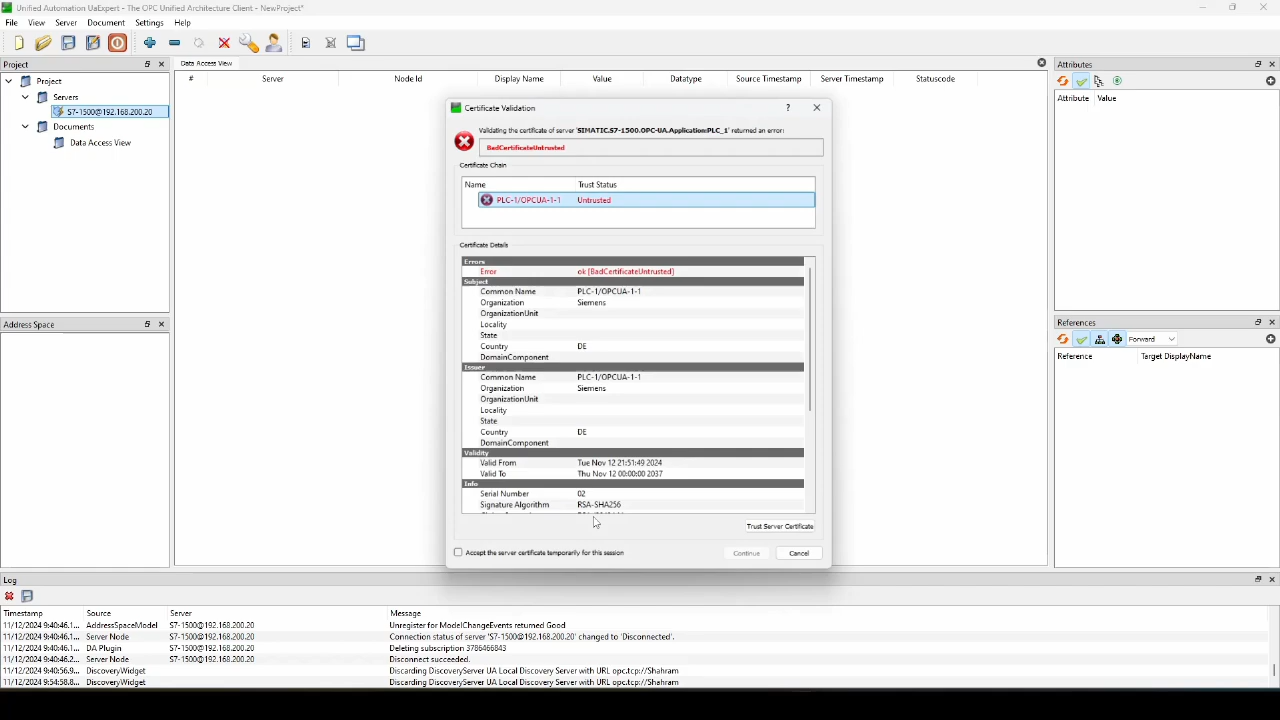 Unified Automation UaExpert - The OPC Unified Architecture Client - NewProject*
File View Server Document Settings Help
Project
Project
Servers
S7-1500@192.168.200.20
Documents
Data Access View
Address Space
Data Access View
# Server Node Id Display Name Value Datatype Source Timestamp Server Timestamp Statuscode
Certificate Validation
Validating the certificate of server 'SIMATIC.S7-1500.OPC-UA.Application:PLC_1' returned an error:
BadCertificateUntrusted
Certificate Chain
Name Trust Status
PLC-1/OPCUA-1-1 Untrusted
Certificate Details
Errors
Error ok [BadCertificateUntrusted]
Subject
Common Name PLC-1/OPCUA-1-1
Organization Siemens
OrganizationUnit
Locality
State
Country DE
DomainComponent
Issuer
Common Name PLC-1/OPCUA-1-1
Organization Siemens
OrganizationUnit
Locality
State
Country DE
DomainComponent
Validity
Valid From Tue Nov 12 21:51:49 2024
Valid To Thu Nov 12 00:00:00 2037
Info
Serial Number 02
Signature Algorithm RSA-SHA256
Trust Server Certificate
Accept the server certificate temporarily for this session
Continue Cancel
Attributes
Attribute Value
References
Forward
Reference Target DisplayName
Log
Timestamp Source Server Message
11/12/2024 9:40:46.1... AddressSpaceModel S7-1500@192.168.200.20 Unregister for ModelChangeEvents returned Good
11/12/2024 9:40:46.1... Server Node S7-1500@192.168.200.20 Connection status of server 'S7-1500@192.168.200.20' changed to 'Disconnected'.
11/12/2024 9:40:46.1... DA Plugin S7-1500@192.168.200.20 Deleting subscription 3786466843
11/12/2024 9:40:46.2... Server Node S7-1500@192.168.200.20 Disconnect succeeded.
11/12/2024 9:40:56.9... DiscoveryWidget Discarding DiscoveryServer UA Local Discovery Server with URL opc.tcp://Shahram
11/12/2024 9:54:58.8... DiscoveryWidget Discarding DiscoveryServer UA Local Discovery Server with URL opc.tcp://Shahram